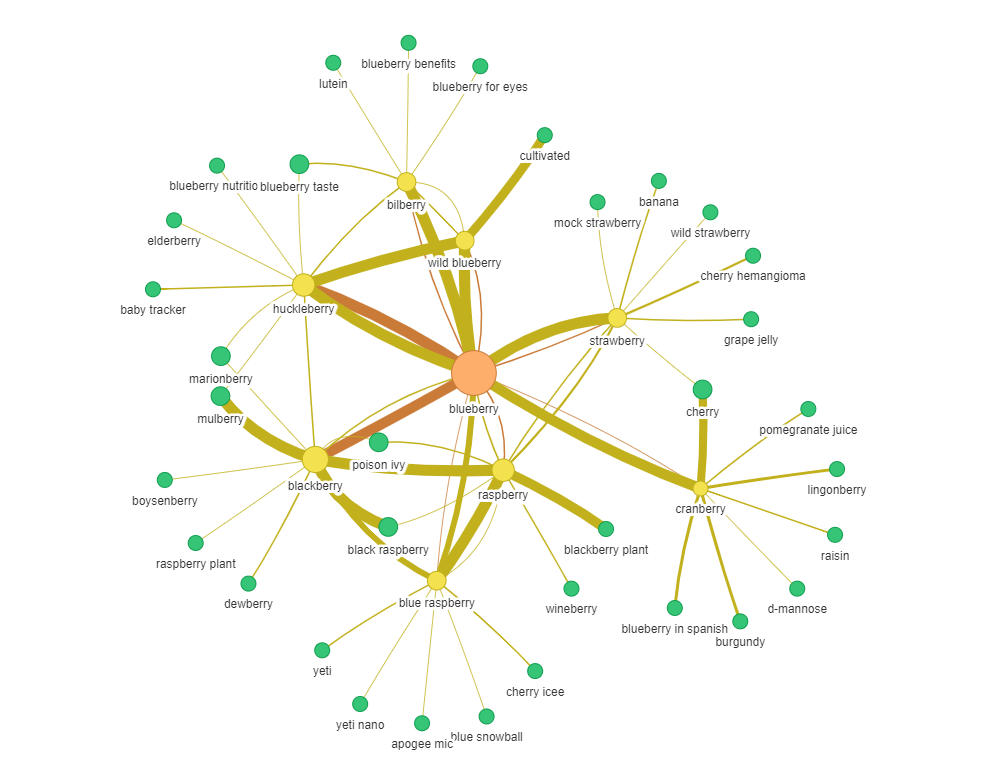 blueberry benefits
lutein
blueberry for eyes
cultivated
blueberry nutritio
blueberry taste
bilberry
banana
mock strawberry
wild strawberry
elderberry
wild blueberry
cherry hemangioma
baby tracker
huckleberry
strawberry
grape jelly
marionberry
blueberry
cherry
mulberry
pomegranate juice
poison ivy
blackberry
raspberry
lingonberry
boysenberry
cranberry
black raspberry
blackberry plant
raisin
raspberry plant
dewberry
blue raspberry
wineberry
d-mannose
blueberry in spanish
burgundy
yeti
cherry icee
yeti nano
apogee mic
blue snowball